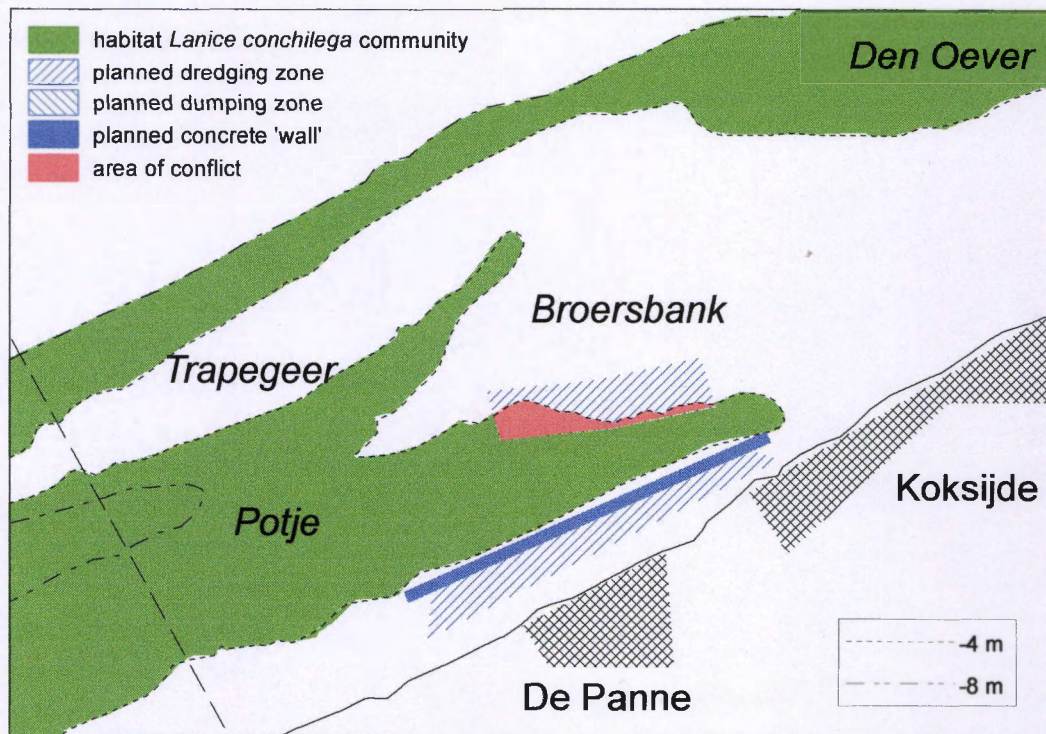 habitat Lanice conchilega community
planned dredging zone
planned dumping zone
planned concrete 'wall'
area of conflict
Den Oever
Broersbank
Trapegeer
Koksijde
Potje
De Panne
-4 m
-8 m